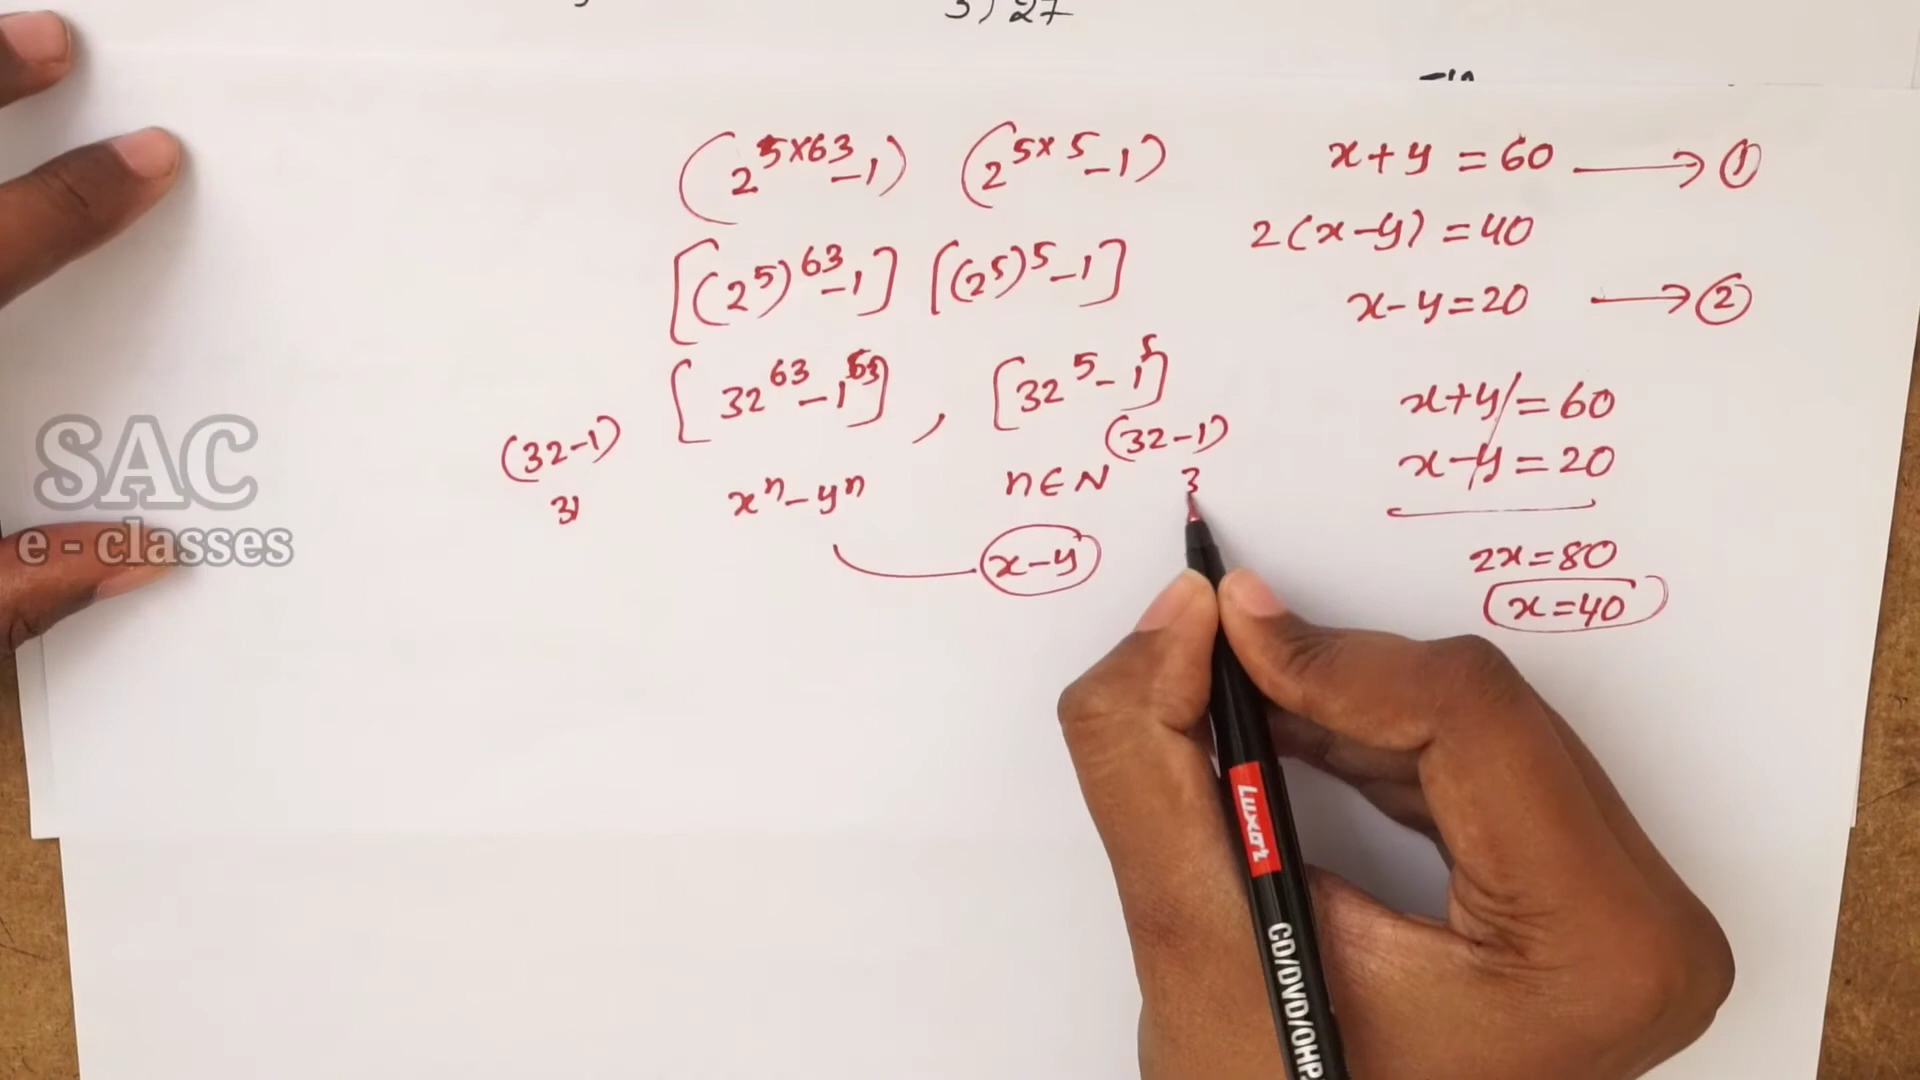 3) 27
(2^5×63 - 1) (2^5×5 - 1)
[(2^5)^63 - 1] [(2^5)^5 - 1]
[32^63 - 1^63] , [32^5 - 1^5]
(32-1) (32-1)
31 x^n - y^n n∈N 3
x-y
x+y = 60 → ①
2(x-y) = 40
x-y=20 → ②
x+y = 60
x-y = 20
2x=80
x=40
SAC
e - classes
Luxor
CD/DVD/OHP